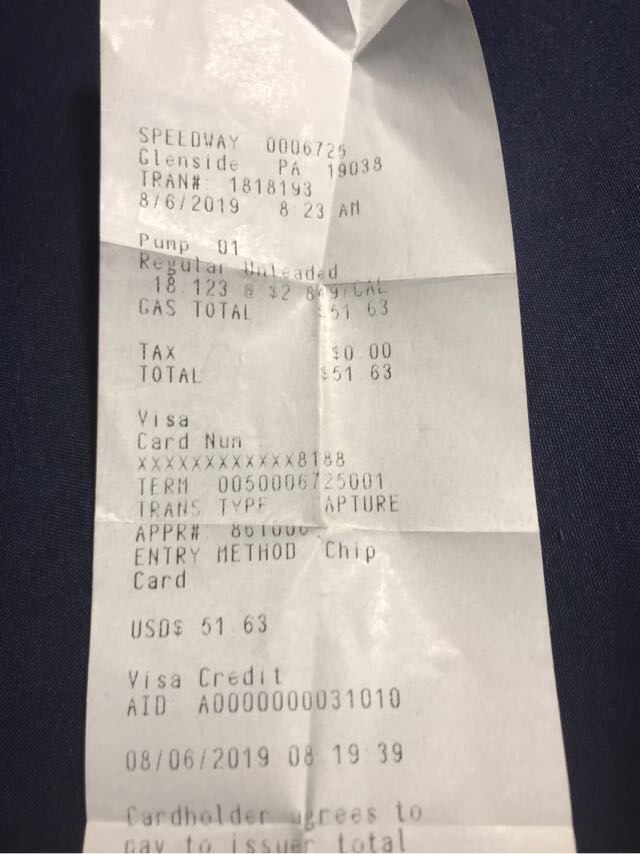 SPEEDWAY 0006725
Glenside PA 19038
TRAN# 1818193
8/6/2019 8:23 AM
Pump 01
Regular Unleaded
18.123 @ $2.849/GAL
GAS TOTAL $51.63
TAX $0.00
TOTAL $51.63
Visa
Card Num
XXXXXXXXXXXX8188
TERM 0050006725001
TRANS TYPE APTURE
APPR#
ENTRY METHOD Chip
Card
USD$ 51.63
Visa Credit
AID A0000000031010
08/06/2019 08:19:39
Cardholder agrees to
pay to issuer total